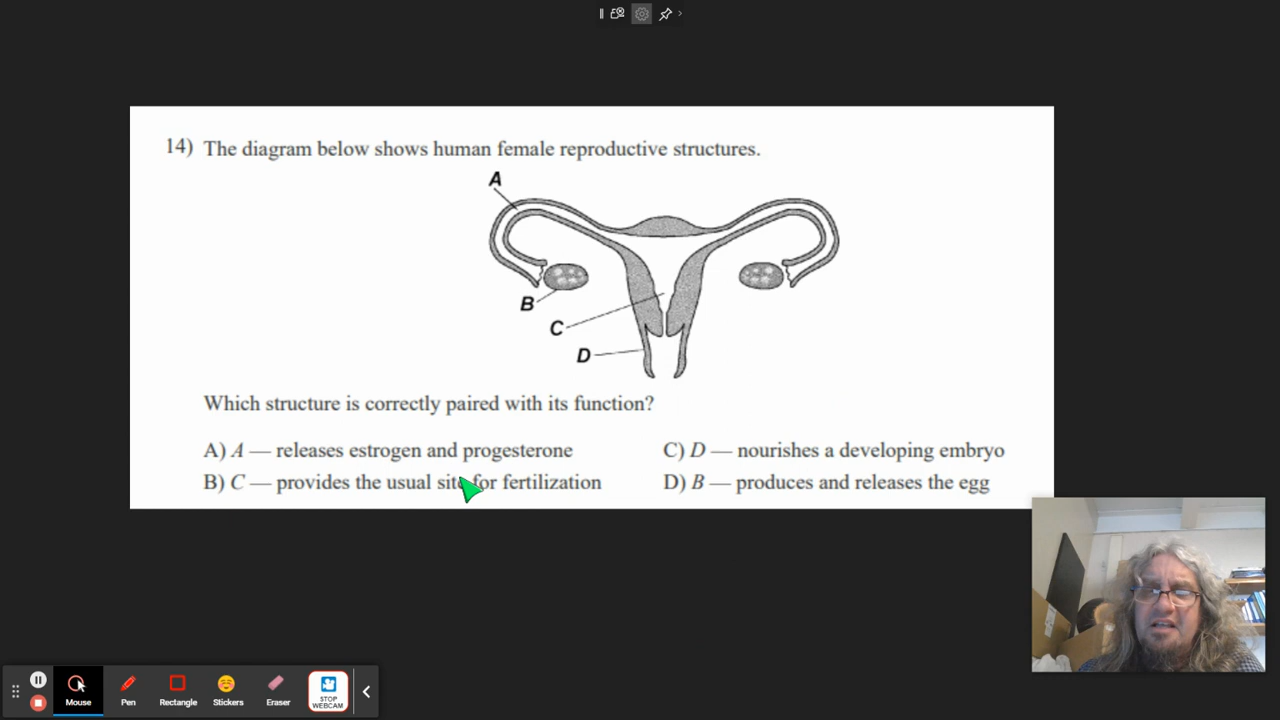 14) The diagram below shows human female reproductive structures.
A
B
C
D
Which structure is correctly paired with its function?
A) A — releases estrogen and progesterone
B) C — provides the usual site for fertilization
C) D — nourishes a developing embryo
D) B — produces and releases the egg
Mouse
Pen
Rectangle
Stickers
Eraser
STOP
WEBCAM